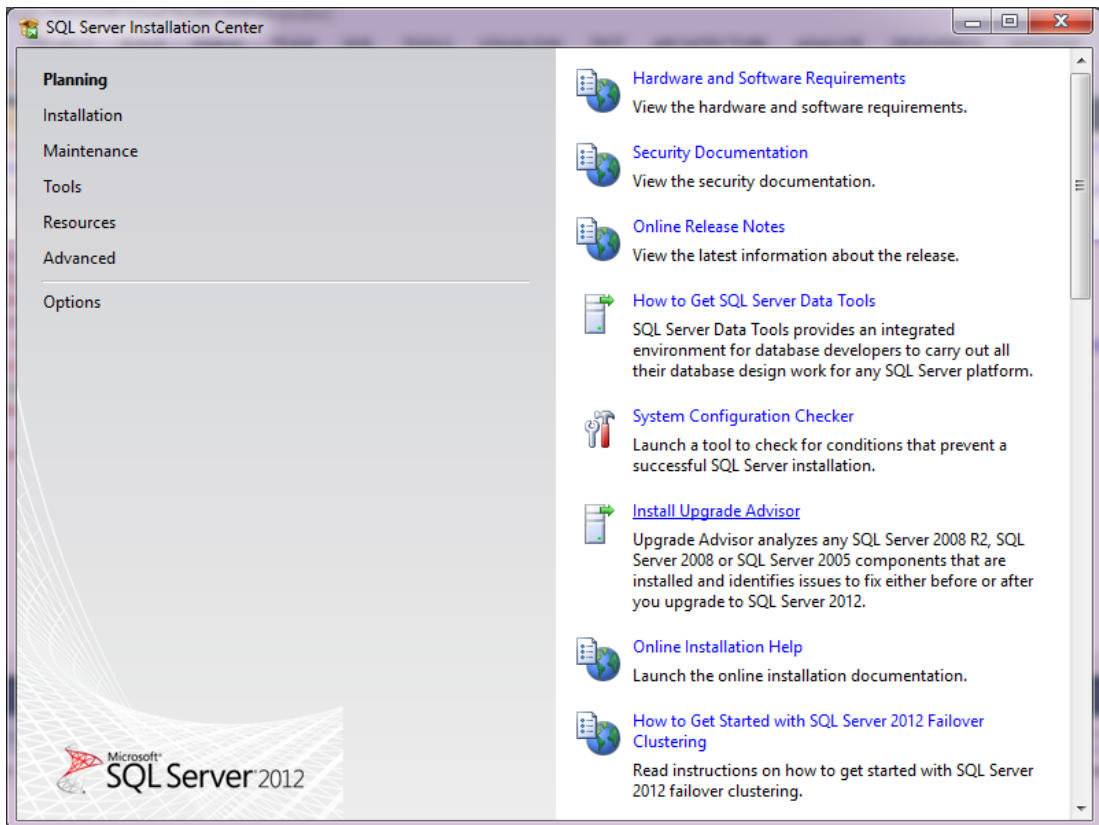 SQL Server Installation Center
Planning
Installation
Maintenance
Tools
Resources
Advanced
Options
Hardware and Software Requirements
View the hardware and software requirements.
Security Documentation
View the security documentation.
Online Release Notes
View the latest information about the release.
How to Get SQL Server Data Tools
SQL Server Data Tools provides an integrated
environment for database developers to carry out all
their database design work for any SQL Server platform.
System Configuration Checker
Launch a tool to check for conditions that prevent a
successful SQL Server installation.
Install Upgrade Advisor
Upgrade Advisor analyzes any SQL Server 2008 R2, SQL
Server 2008 or SQL Server 2005 components that are
installed and identifies issues to fix either before or after
you upgrade to SQL Server 2012.
Online Installation Help
Launch the online installation documentation.
How to Get Started with SQL Server 2012 Failover
Clustering
Read instructions on how to get started with SQL Server
2012 failover clustering.
Microsoft®
SQL Server®2012